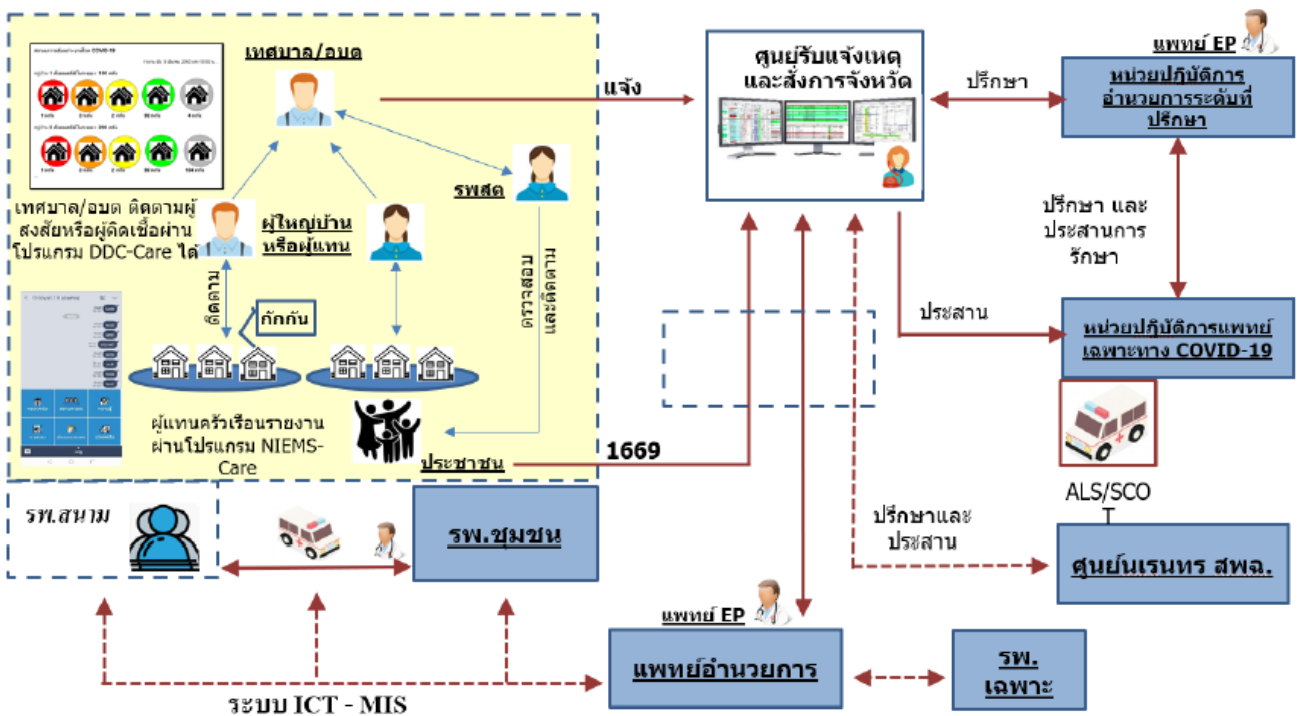 เทศบาล/อบต
แพทย์ EP
ศูนย์รับแจ้งเหตุ
และสั่งการจังหวัด
แจ้ง
ปรึกษา
หน่วยปฏิบัติการ
อำนวยการระดับที่
ปรึกษา
รพสต
เทศบาล/อบต ติดตามผู้
สงสัยหรือผู้ติดเชื้อผ่าน
โปรแกรม DDC-Care ได้
ผู้ใหญ่บ้าน
หรือผู้แทน
ปรึกษา และ
ประสานการ
รักษา
ติดตาม
ตรวจสอบ
และติดตาม
กักกัน
ประสาน
หน่วยปฏิบัติการแพทย์
เฉพาะทาง COVID-19
ผู้แทนครัวเรือนรายงาน
ผ่านโปรแกรม NIEMS-
Care
ประชาชน
1669
ALS/SCO
รพ.สนาม
รพ.ชุมชน
ปรึกษาและ
ประสาน
ศูนย์นเรนทร สพฉ.
แพทย์ EP
แพทย์อำนวยการ
รพ.
เฉพาะ
ระบบ ICT - MIS